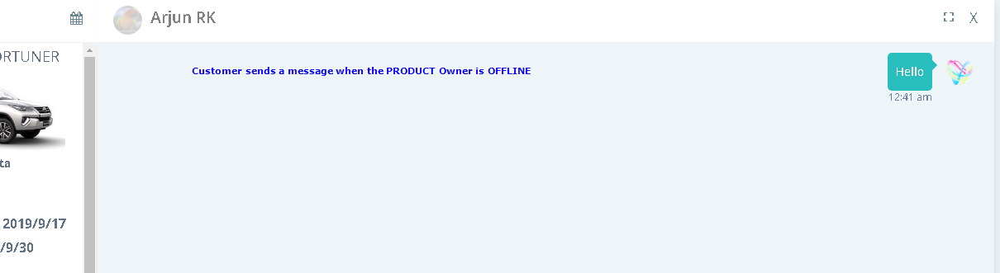 Arjun RK
X
ORTUNER
Customer sends a message when the PRODUCT Owner is OFFLINE
Hello
12:41 am
ta
2019/9/17
/9/30